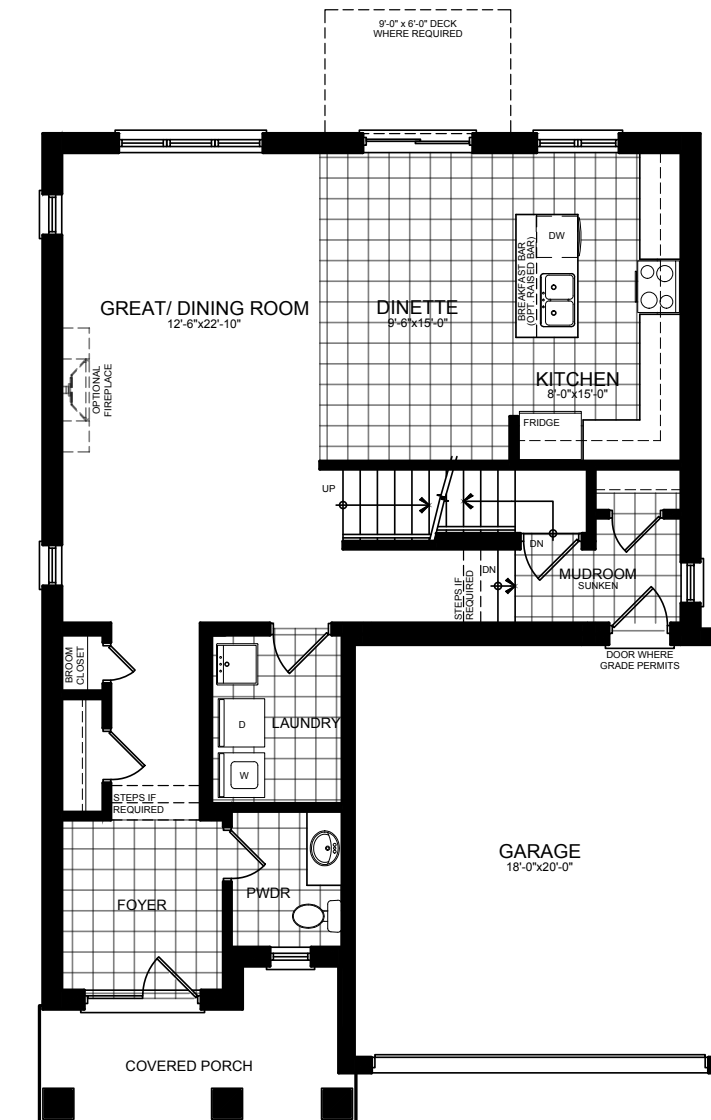 9'-0" x 6'-0" DECK
WHERE REQUIRED
DW
BREAKFAST BAR
(OPT. RAISED BAR)
GREAT/ DINING ROOM
12'-6"x22'-10"
DINETTE
9'-6"x15'-0"
OPTIONAL
FIREPLACE
KITCHEN
8'-0"x15'-0"
FRIDGE
UP
DN
DN
MUDROOM
SUNKEN
STEPS IF
REQUIRED
BROOM
CLOSET
DOOR WHERE
GRADE PERMITS
D
LAUNDRY
W
STEPS IF
REQUIRED
GARAGE
18'-0"x20'-0"
PWDR
FOYER
COVERED PORCH